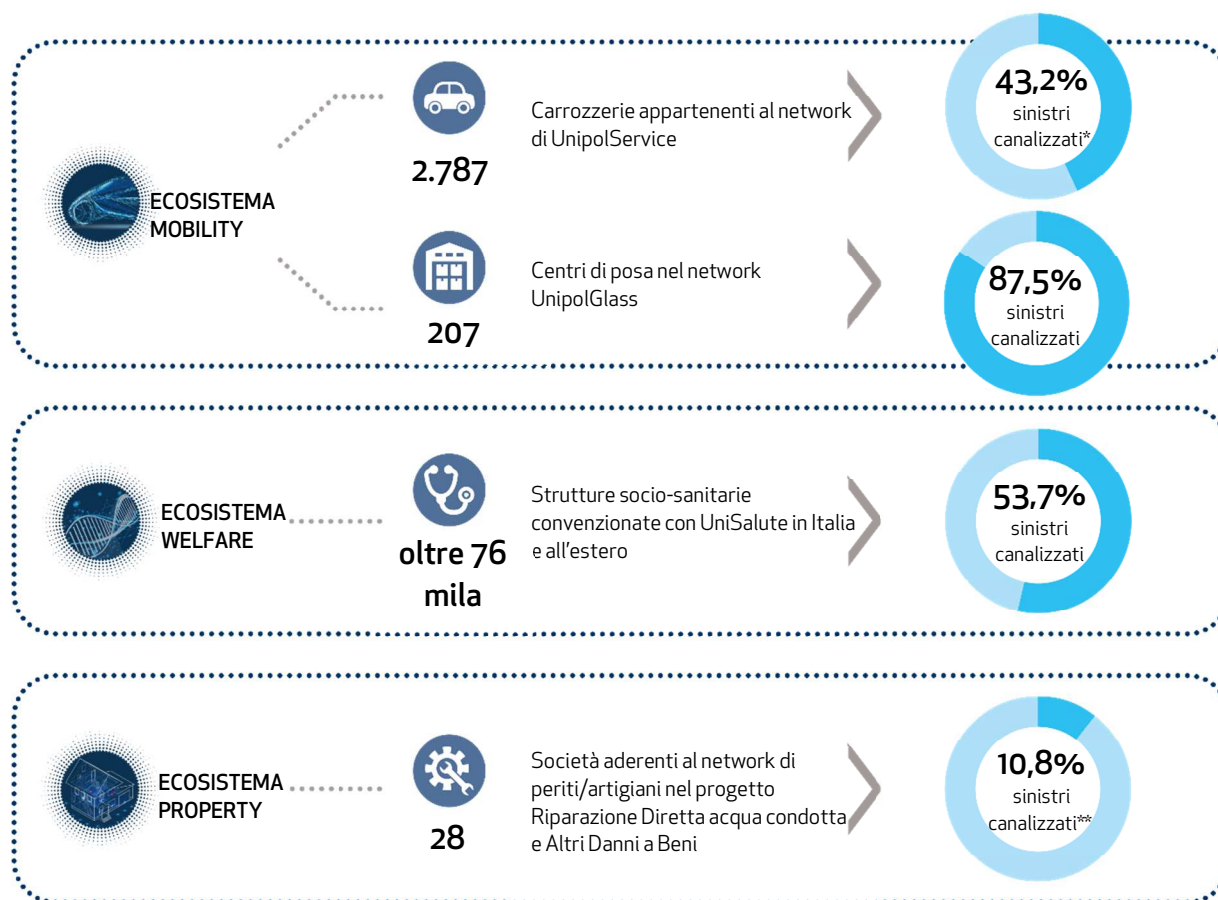 ECOSISTEMA
MOBILITY
2.787
Carrozzerie appartenenti al network
di UnipolService
43,2%
sinistri
canalizzati*
207
Centri di posa nel network
UnipolGlass
87,5%
sinistri
canalizzati
ECOSISTEMA
WELFARE
oltre 76
mila
Strutture socio-sanitarie
convenzionate con UniSalute in Italia
e all'estero
53,7%
sinistri
canalizzati
ECOSISTEMA
PROPERTY
28
Società aderenti al network di
periti/artigiani nel progetto
Riparazione Diretta acqua condotta
e Altri Danni a Beni
10,8%
sinistri
canalizzati**